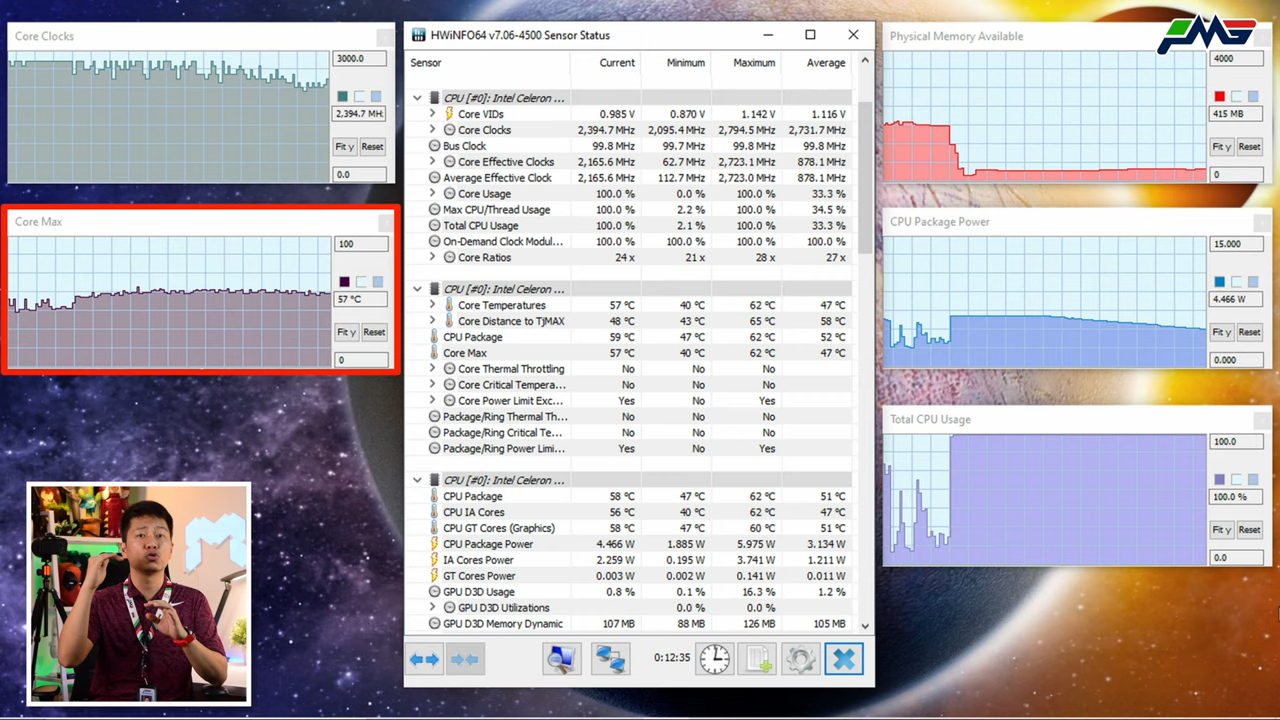 Core Clocks
3000.0
2,394.7 MH:
Fit y Reset
0.0
Core Max
100
57 °C
Fit y Reset
0
HWiNFO64 v7.06-4500 Sensor Status
Sensor Current Minimum Maximum Average
CPU [#0]: Intel Celeron ...
Core VIDs 0.985 V 0.870 V 1.142 V 1.116 V
Core Clocks 2,394.7 MHz 2,095.4 MHz 2,794.5 MHz 2,731.7 MHz
Bus Clock 99.8 MHz 99.7 MHz 99.8 MHz 99.8 MHz
Core Effective Clocks 2,165.6 MHz 62.7 MHz 2,723.1 MHz 878.1 MHz
Average Effective Clock 2,165.6 MHz 112.7 MHz 2,723.0 MHz 878.1 MHz
Core Usage 100.0 % 0.0 % 100.0 % 33.3 %
Max CPU/Thread Usage 100.0 % 2.2 % 100.0 % 34.5 %
Total CPU Usage 100.0 % 2.1 % 100.0 % 33.3 %
On-Demand Clock Modul... 100.0 % 100.0 % 100.0 % 100.0 %
Core Ratios 24 x 21 x 28 x 27 x
CPU [#0]: Intel Celeron ...
Core Temperatures 57 °C 40 °C 62 °C 47 °C
Core Distance to TjMAX 48 °C 43 °C 65 °C 58 °C
CPU Package 59 °C 47 °C 62 °C 52 °C
Core Max 57 °C 40 °C 62 °C 47 °C
Core Thermal Throttling No No No
Core Critical Tempera... No No No
Core Power Limit Exc... Yes No Yes
Package/Ring Thermal Th... No No No
Package/Ring Critical Te... No No No
Package/Ring Power Limi... Yes No Yes
CPU [#0]: Intel Celeron ...
CPU Package 58 °C 47 °C 62 °C 51 °C
CPU IA Cores 56 °C 40 °C 62 °C 47 °C
CPU GT Cores (Graphics) 58 °C 47 °C 60 °C 51 °C
CPU Package Power 4.466 W 1.885 W 5.975 W 3.134 W
IA Cores Power 2.259 W 0.195 W 3.741 W 1.211 W
GT Cores Power 0.003 W 0.002 W 0.141 W 0.011 W
GPU D3D Usage 0.8 % 0.1 % 16.3 % 1.2 %
GPU D3D Utilizations 0.0 % 0.0 %
GPU D3D Memory Dynamic 107 MB 88 MB 126 MB 105 MB
0:12:35
Physical Memory Available
PMG
4000
415 MB
Fit y Reset
0
CPU Package Power
15.000
4.466 W
Fit y Reset
0.000
Total CPU Usage
100.0
100.0 %
Fit y Reset
0.0